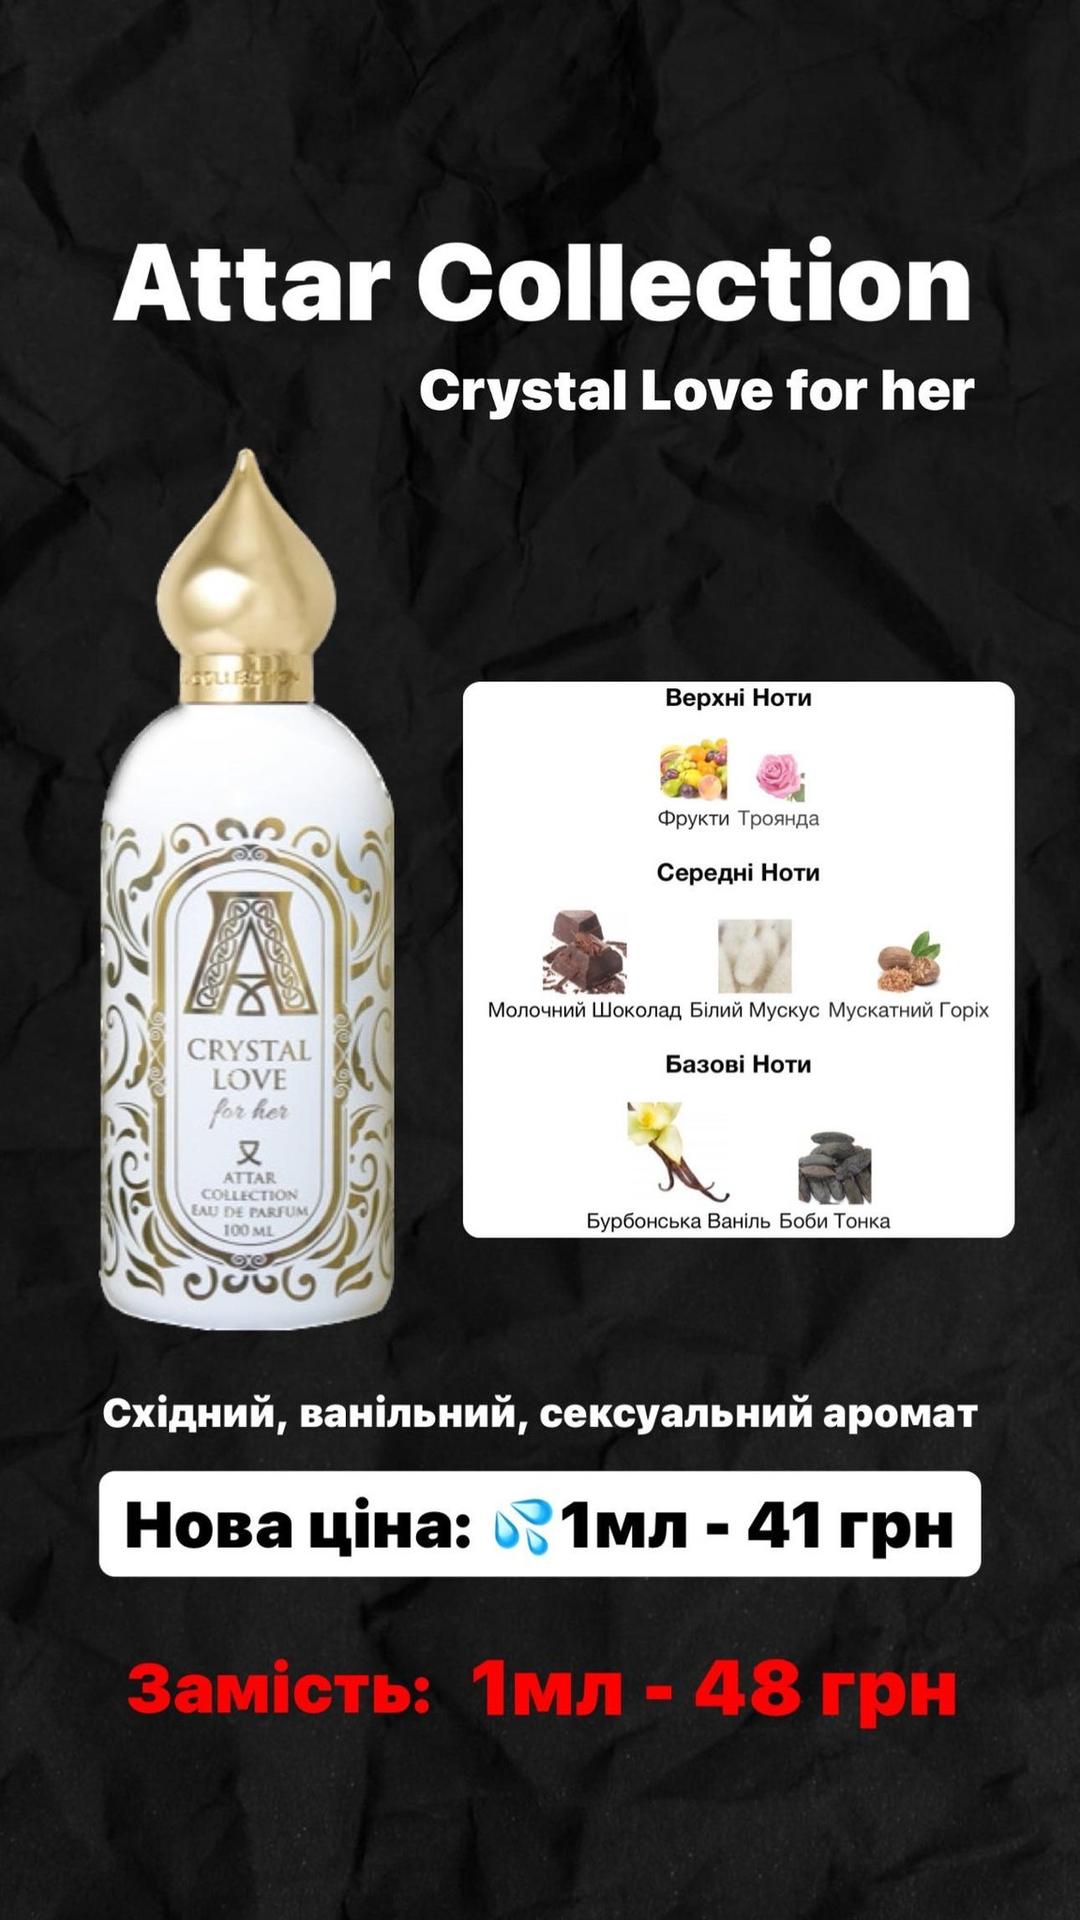 Attar Collection
Crystal Love for her
COLLECTION
A
CRYSTAL
LOVE
for her
ATTAR
COLLECTION
EAU DE PARFUM
100 ML
Верхні Ноти
Фрукти Троянда
Середні Ноти
Молочний Шоколад Білий Мускус Мускатний Горіх
Базові Ноти
Бурбонська Ваніль Боби Тонка
Східний, ванільний, сексуальний аромат
Нова ціна: 💦1мл - 41 грн
Замість: 1мл - 48 грн